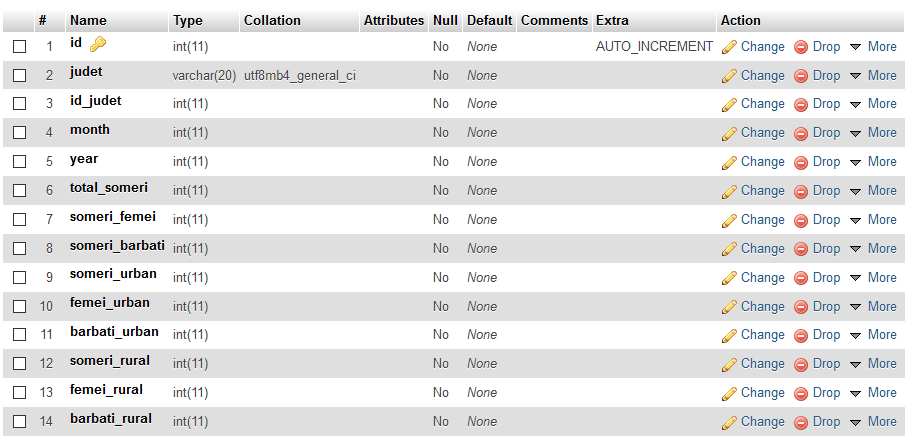 # Name Type Collation Attributes Null Default Comments Extra Action
1 id int(11) No None AUTO_INCREMENT Change Drop More
2 judet varchar(20) utf8mb4_general_ci No None Change Drop More
3 id_judet int(11) No None Change Drop More
4 month int(11) No None Change Drop More
5 year int(11) No None Change Drop More
6 total_someri int(11) No None Change Drop More
7 someri_femei int(11) No None Change Drop More
8 someri_barbati int(11) No None Change Drop More
9 someri_urban int(11) No None Change Drop More
10 femei_urban int(11) No None Change Drop More
11 barbati_urban int(11) No None Change Drop More
12 someri_rural int(11) No None Change Drop More
13 femei_rural int(11) No None Change Drop More
14 barbati_rural int(11) No None Change Drop More